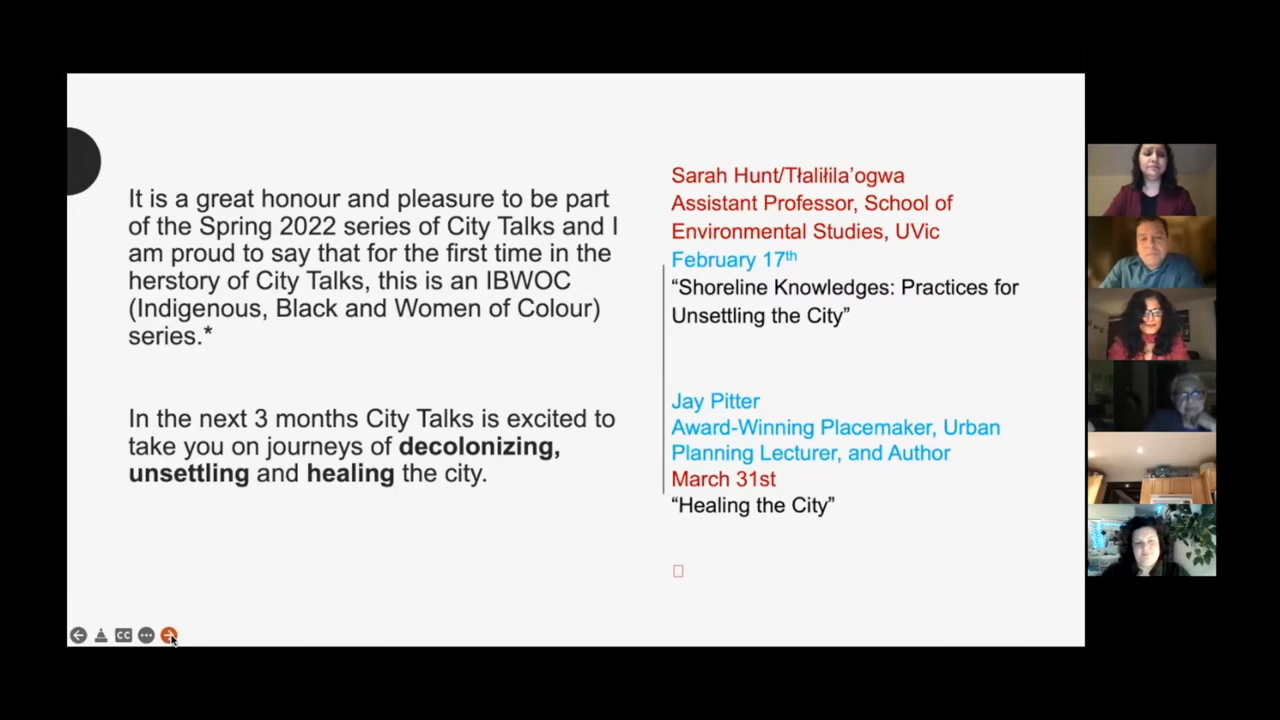 It is a great honour and pleasure to be part
of the Spring 2022 series of City Talks and I
am proud to say that for the first time in the
herstory of City Talks, this is an IBWOC
(Indigenous, Black and Women of Colour)
series.*
In the next 3 months City Talks is excited to
take you on journeys of decolonizing,
unsettling and healing the city.
Sarah Hunt/Tłaliłila’ogwa
Assistant Professor, School of
Environmental Studies, UVic
February 17th
“Shoreline Knowledges: Practices for
Unsettling the City”
Jay Pitter
Award-Winning Placemaker, Urban
Planning Lecturer, and Author
March 31st
“Healing the City”
CC